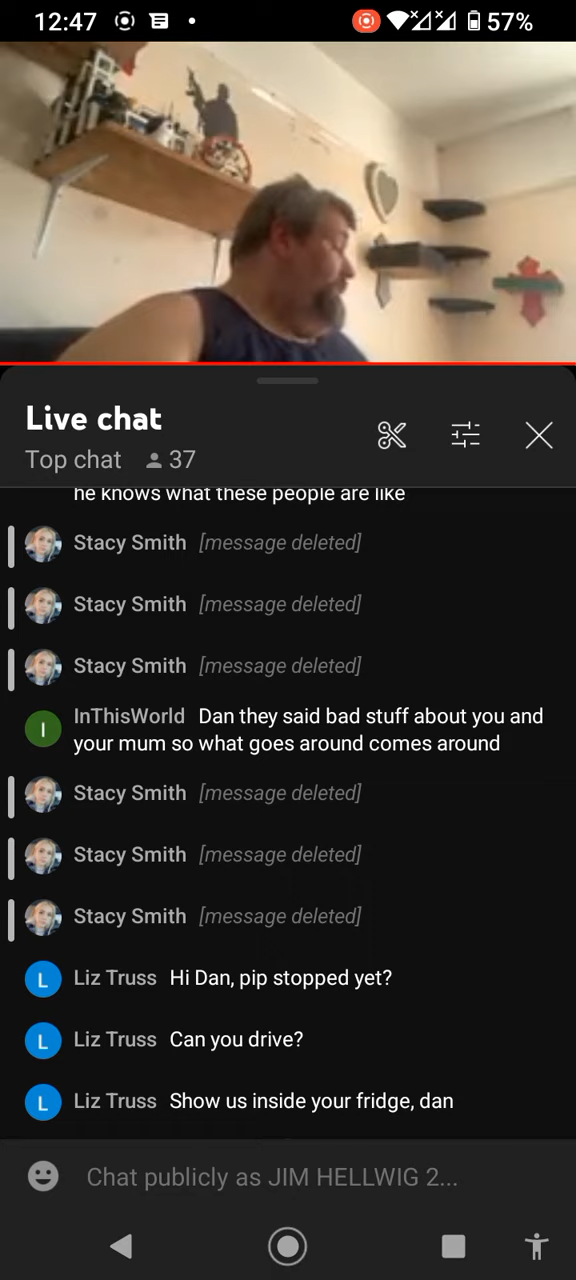 12:47
57%
Live chat
Top chat 37
he knows what these people are like
Stacy Smith [message deleted]
Stacy Smith [message deleted]
Stacy Smith [message deleted]
I InThisWorld Dan they said bad stuff about you and
your mum so what goes around comes around
Stacy Smith [message deleted]
Stacy Smith [message deleted]
Stacy Smith [message deleted]
L Liz Truss Hi Dan, pip stopped yet?
L Liz Truss Can you drive?
L Liz Truss Show us inside your fridge, dan
Chat publicly as JIM HELLWIG 2...